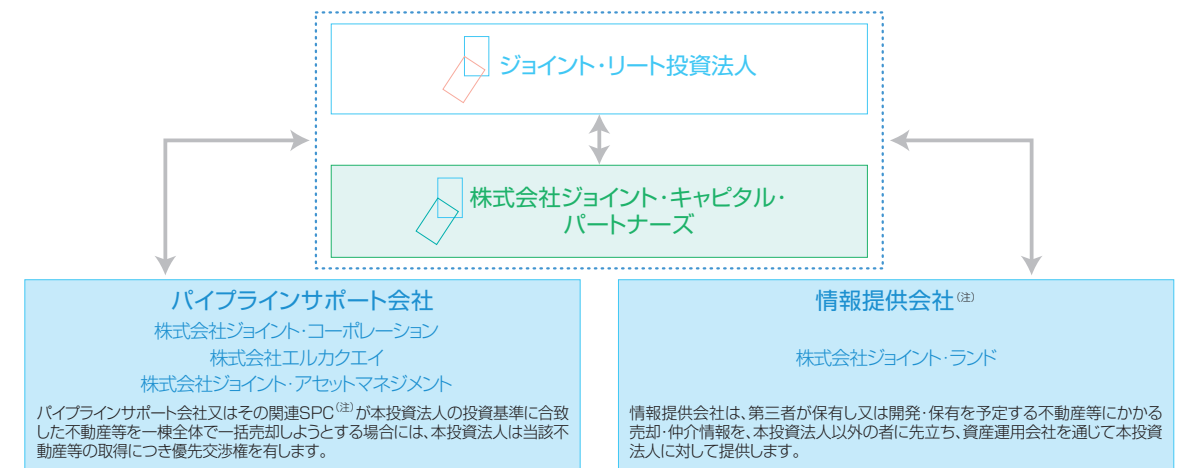 ジョイント・リート投資法人
株式会社ジョイント・キャピタル・
パートナーズ
パイプラインサポート会社
株式会社ジョイント・コーポレーション
株式会社エルカクエイ
株式会社ジョイント・アセットマネジメント
パイプラインサポート会社又はその関連SPC(注)が本投資法人の投資基準に合致
した不動産等を一棟全体で一括売却しようとする場合には、本投資法人は当該不
動産等の取得につき優先交渉権を有します。
情報提供会社(注)
株式会社ジョイント・ランド
情報提供会社は、第三者が保有し又は開発・保有を予定する不動産等にかかる
売却・仲介情報を、本投資法人以外の者に先立ち、資産運用会社を通じて本投資
法人に対して提供します。